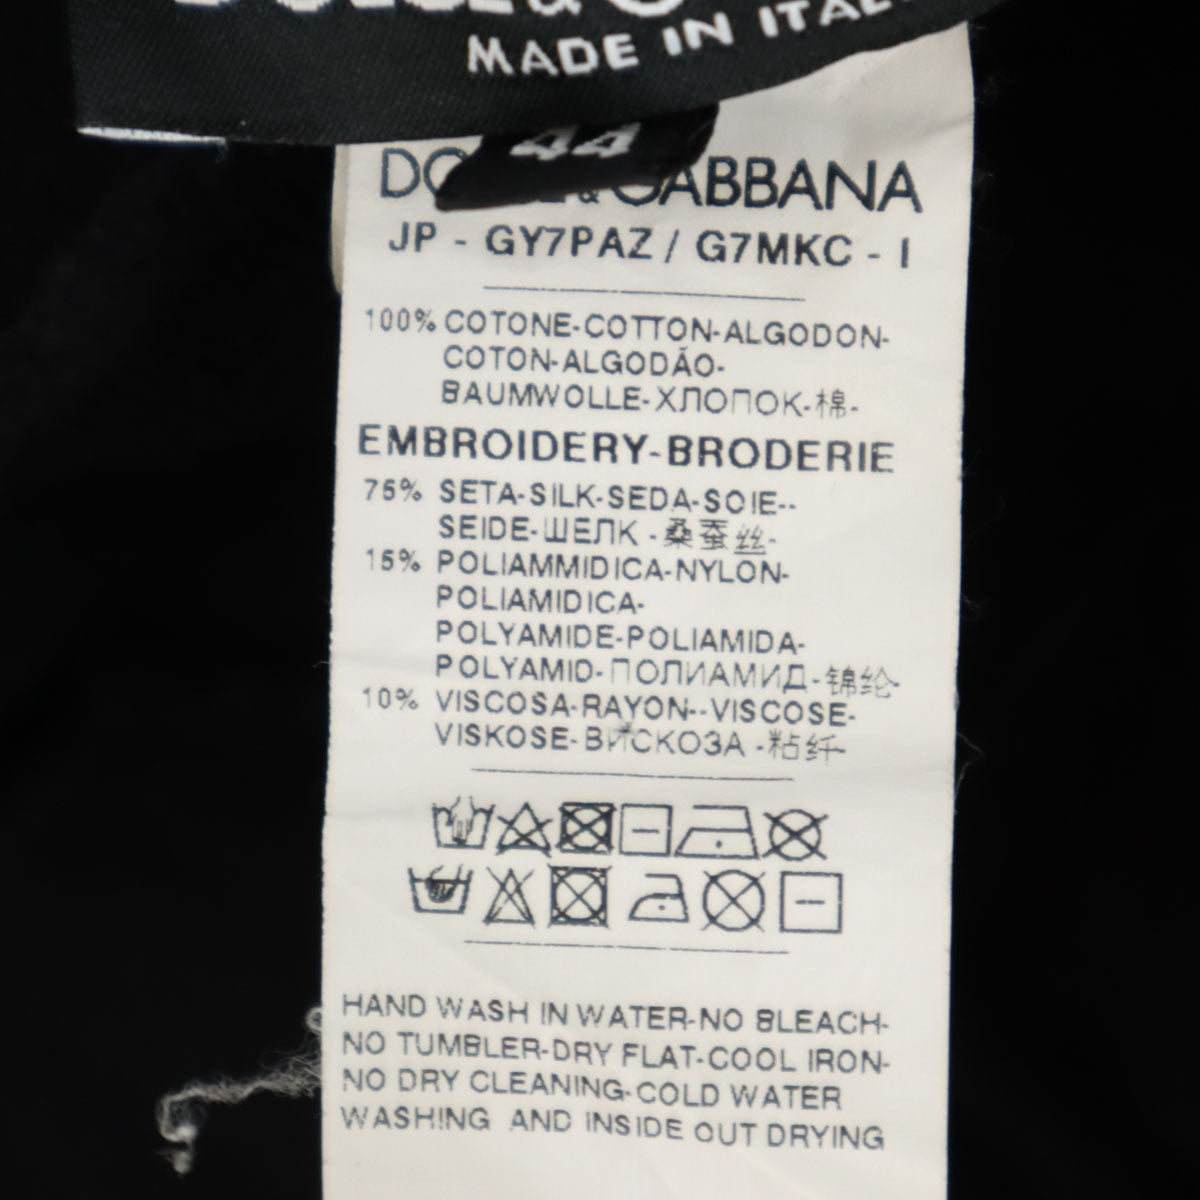 MADE IN ITAL
44
GABBANA
JP - GY7PAZ / G7MKC - I
100% COTONE-COTTON-ALGODON-
COTON-ALGODÃO-
BAUMWOLLE-ХЛОПОК-棉-
EMBROIDERY-BRODERIE
75% SETA-SILK-SEDA-SOIE--
SEIDE-ШЕЛК -桑蚕丝-
15% POLIAMMIDICA-NYLON-
POLIAMIDICA-
POLYAMIDE-POLIAMIDA-
POLYAMID-ПОЛИАМИД-锦纶-
10% VISCOSA-RAYON--VISCOSE-
VISKOSE-ВИСКОЗА -粘纤-
HAND WASH IN WATER-NO BLEACH-
NO TUMBLER-DRY FLAT-COOL IRON-
NO DRY CLEANING-COLD WATER
WASHING AND INSIDE OUT DRYING